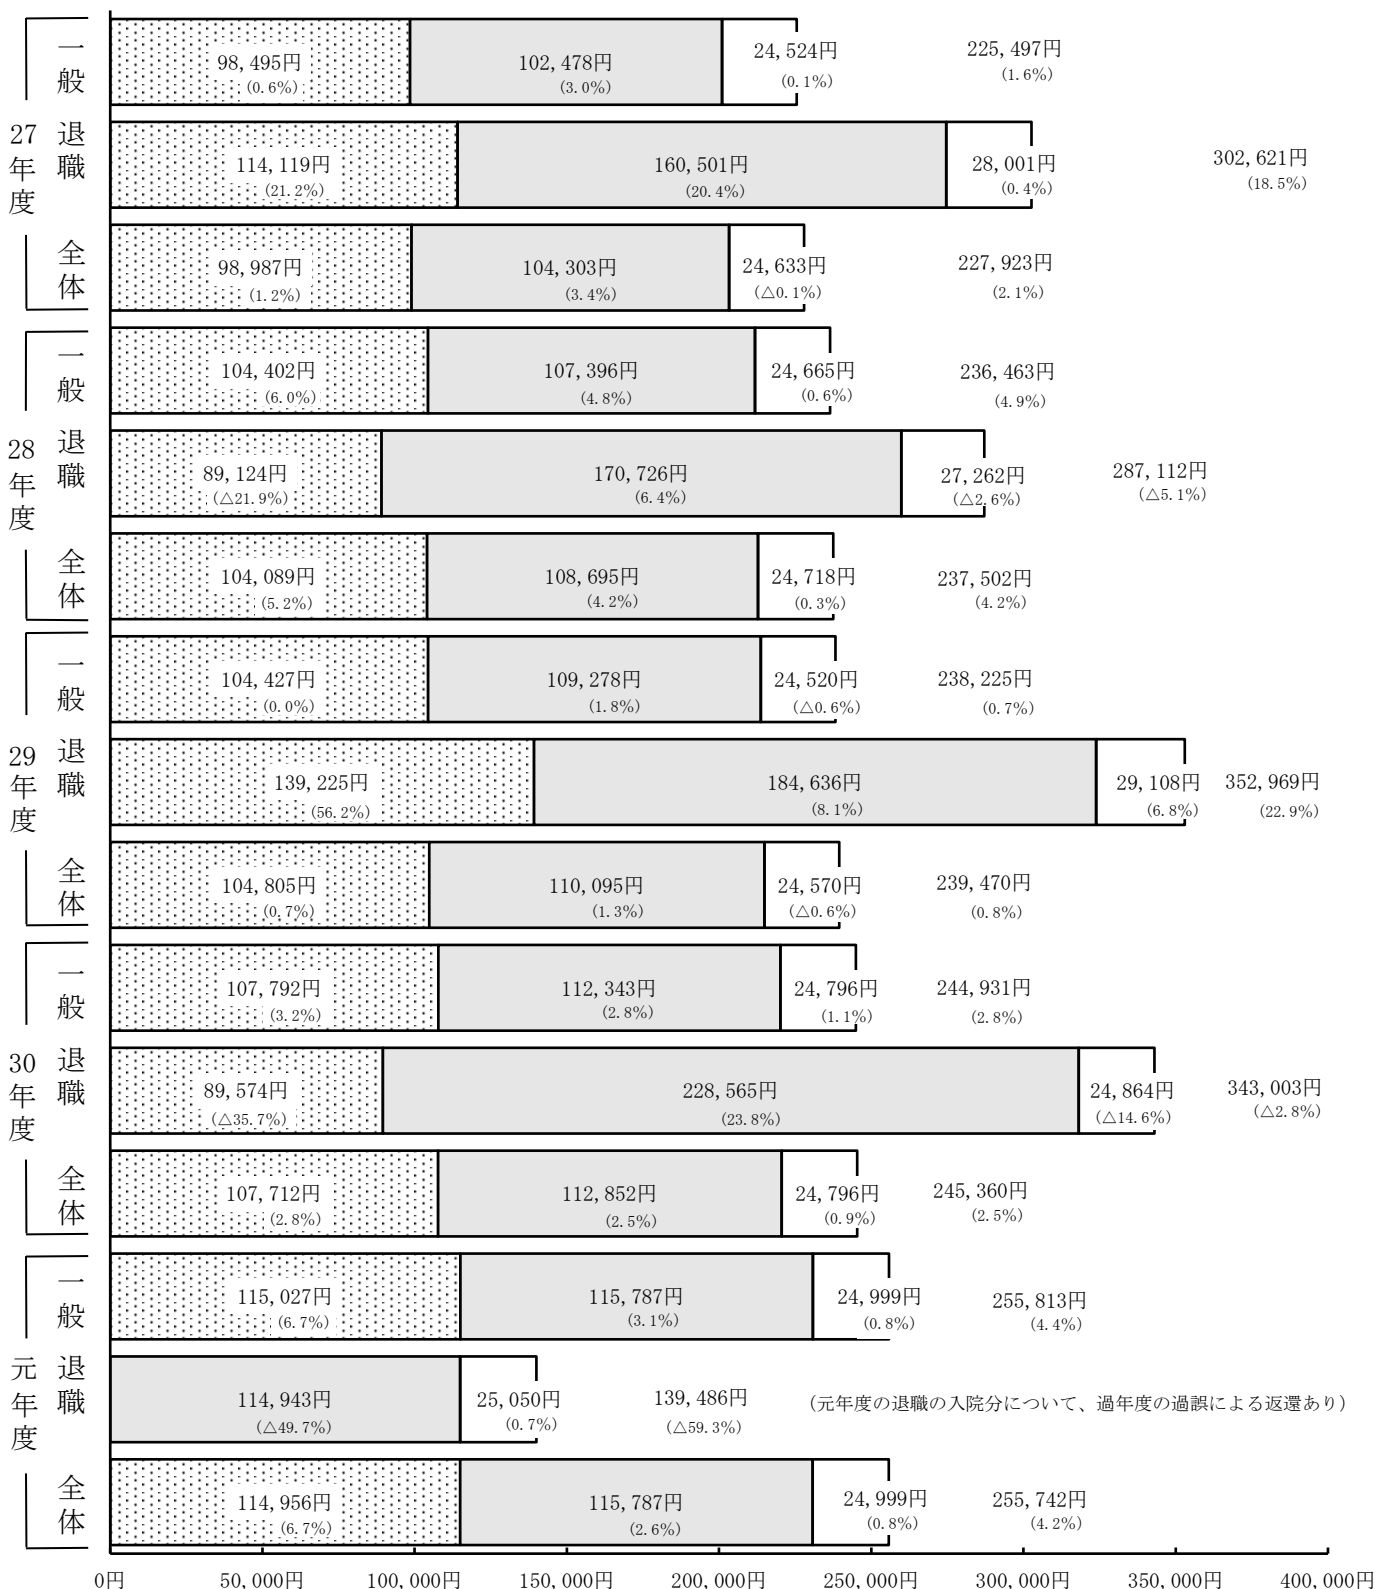 27年度
一般
98,495円 102,478円 24,524円 225,497円
(0.6%) (3.0%) (0.1%) (1.6%)
退職
114,119円 160,501円 28,001円 302,621円
(21.2%) (20.4%) (0.4%) (18.5%)
全体
98,987円 104,303円 24,633円 227,923円
(1.2%) (3.4%) (△0.1%) (2.1%)
28年度
一般
104,402円 107,396円 24,665円 236,463円
(6.0%) (4.8%) (0.6%) (4.9%)
退職
89,124円 170,726円 27,262円 287,112円
(△21.9%) (6.4%) (△2.6%) (△5.1%)
全体
104,089円 108,695円 24,718円 237,502円
(5.2%) (4.2%) (0.3%) (4.2%)
29年度
一般
104,427円 109,278円 24,520円 238,225円
(0.0%) (1.8%) (△0.6%) (0.7%)
退職
139,225円 184,636円 29,108円 352,969円
(56.2%) (8.1%) (6.8%) (22.9%)
全体
104,805円 110,095円 24,570円 239,470円
(0.7%) (1.3%) (△0.6%) (0.8%)
30年度
一般
107,792円 112,343円 24,796円 244,931円
(3.2%) (2.8%) (1.1%) (2.8%)
退職
89,574円 228,565円 24,864円 343,003円
(△35.7%) (23.8%) (△14.6%) (△2.8%)
全体
107,712円 112,852円 24,796円 245,360円
(2.8%) (2.5%) (0.9%) (2.5%)
元年度
一般
115,027円 115,787円 24,999円 255,813円
(6.7%) (3.1%) (0.8%) (4.4%)
退職
114,943円 25,050円 139,486円 (元年度の退職の入院分について、過年度の過誤による返還あり)
(△49.7%) (0.7%) (△59.3%)
全体
114,956円 115,787円 24,999円 255,742円
(6.7%) (2.6%) (0.8%) (4.2%)
0円 50,000円 100,000円 150,000円 200,000円 250,000円 300,000円 350,000円 400,000円